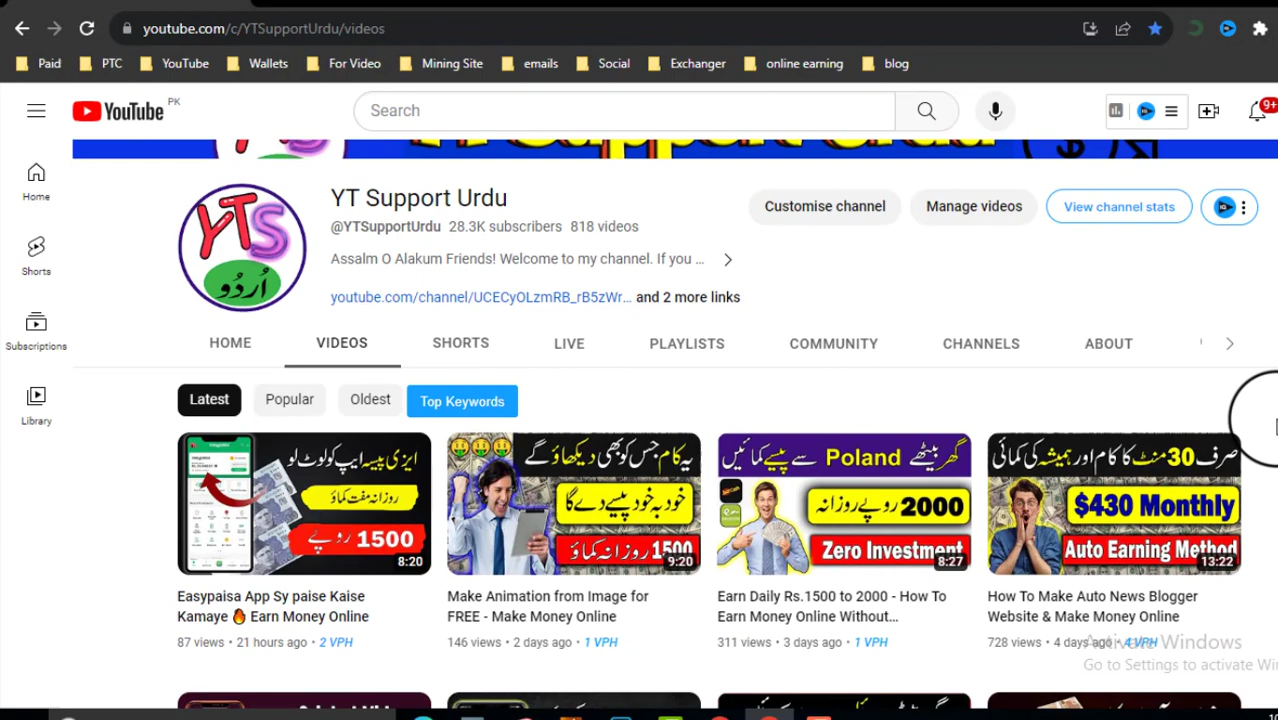 youtube.com/c/YTSupportUrdu/videos
Paid PTC YouTube Wallets For Video Mining Site emails Social Exchanger online earning blog
YouTube PK
Search
9+
YT Support Urdu
Home
Shorts
Subscriptions
Library
YTS
اُردُو
YT Support Urdu
@YTSupportUrdu 28.3K subscribers 818 videos
Assalm O Alakum Friends! Welcome to my channel. If you ...
youtube.com/channel/UCECyOLzmRB_rB5zWr... and 2 more links
Customise channel
Manage videos
View channel stats
HOME VIDEOS SHORTS LIVE PLAYLISTS COMMUNITY CHANNELS ABOUT
Latest Popular Oldest Top Keywords
ایزی پیسہ ایپ کو لوٹ لو
روزانہ مفت کماؤ
1500 روپے
8:20
یہ کام جس کو بھی دیکھاؤ گے
خود بہ خود پیسے دے گا
1500 روزانہ کماؤ
9:20
گھر بیٹھے Poland سے پیسے کمائیں
2000 روپے روزانہ
Zero Investment
8:27
صرف 30 منٹ کا کام اور ہمیشہ کی کمائی
$430 Monthly
Auto Earning Method
13:22
Easypaisa App Sy paise Kaise
Kamaye 🔥 Earn Money Online
87 views • 21 hours ago • 2 VPH
Make Animation from Image for
FREE - Make Money Online
146 views • 2 days ago • 1 VPH
Earn Daily Rs.1500 to 2000 - How To
Earn Money Online Without...
311 views • 3 days ago • 1 VPH
How To Make Auto News Blogger
Website & Make Money Online
728 views • 4 days ago • 4 VPH
Activate Windows
Go to Settings to activate Wi